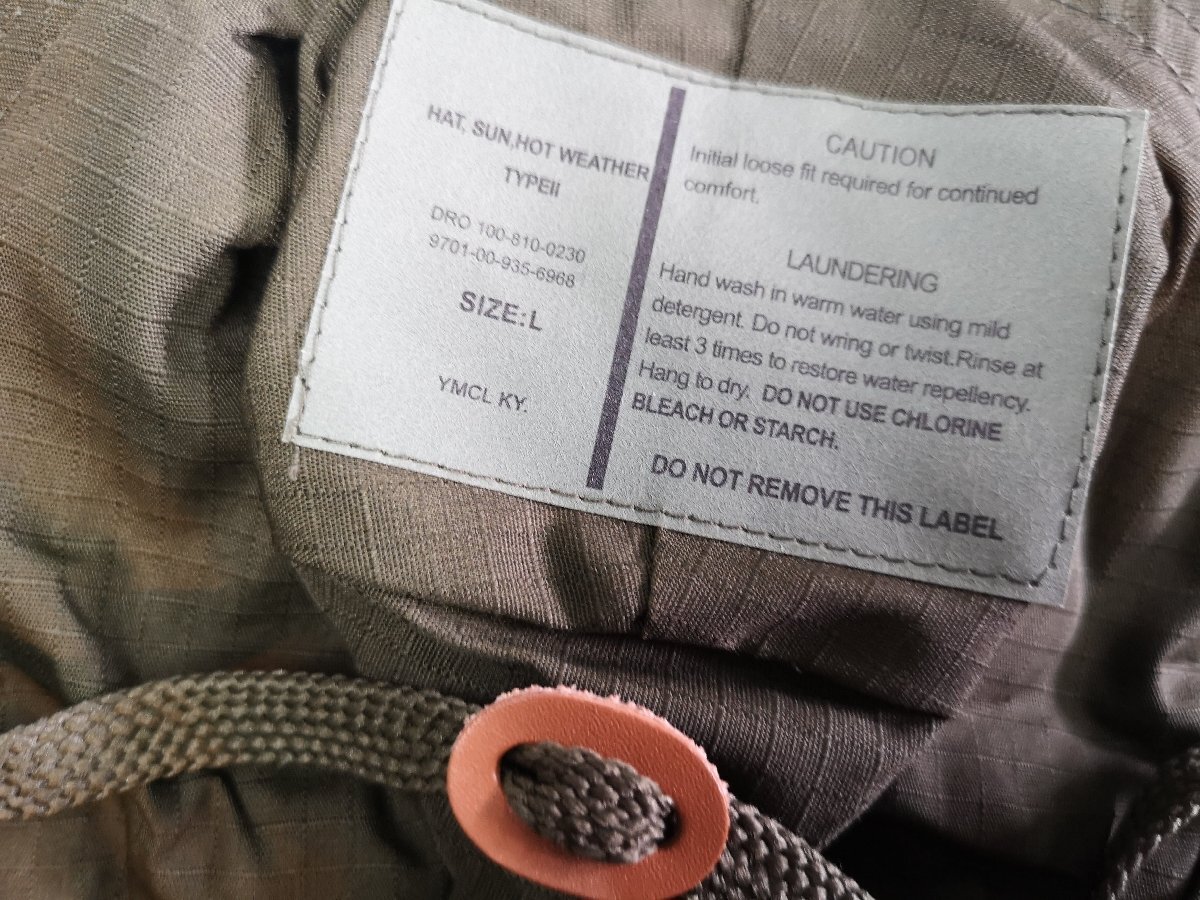 HAT, SUN,HOT WEATHER
TYPEII
DRO 100-810-0230
9701-00-935-6968
SIZE:L
YMCL KY.
CAUTION
Initial loose fit required for continued
comfort.
LAUNDERING
Hand wash in warm water using mild
detergent. Do not wring or twist.Rinse at
least 3 times to restore water repellency.
Hang to dry. DO NOT USE CHLORINE
BLEACH OR STARCH.
DO NOT REMOVE THIS LABEL